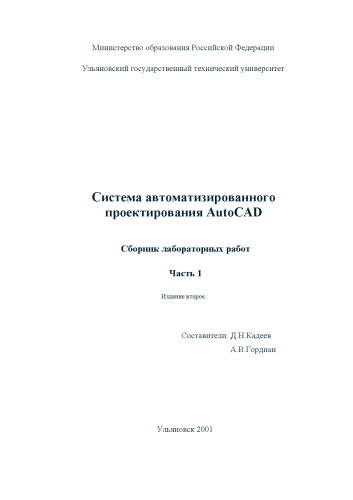 Министерство образования Российской Федерации
Ульяновский государственный технический университет
Система автоматизированного
проектирования AutoCAD
Сборник лабораторных работ
Часть 1
Издание второе
Составители: Д.Н.Кадеев
А.В.Гордиан
Ульяновск 2001